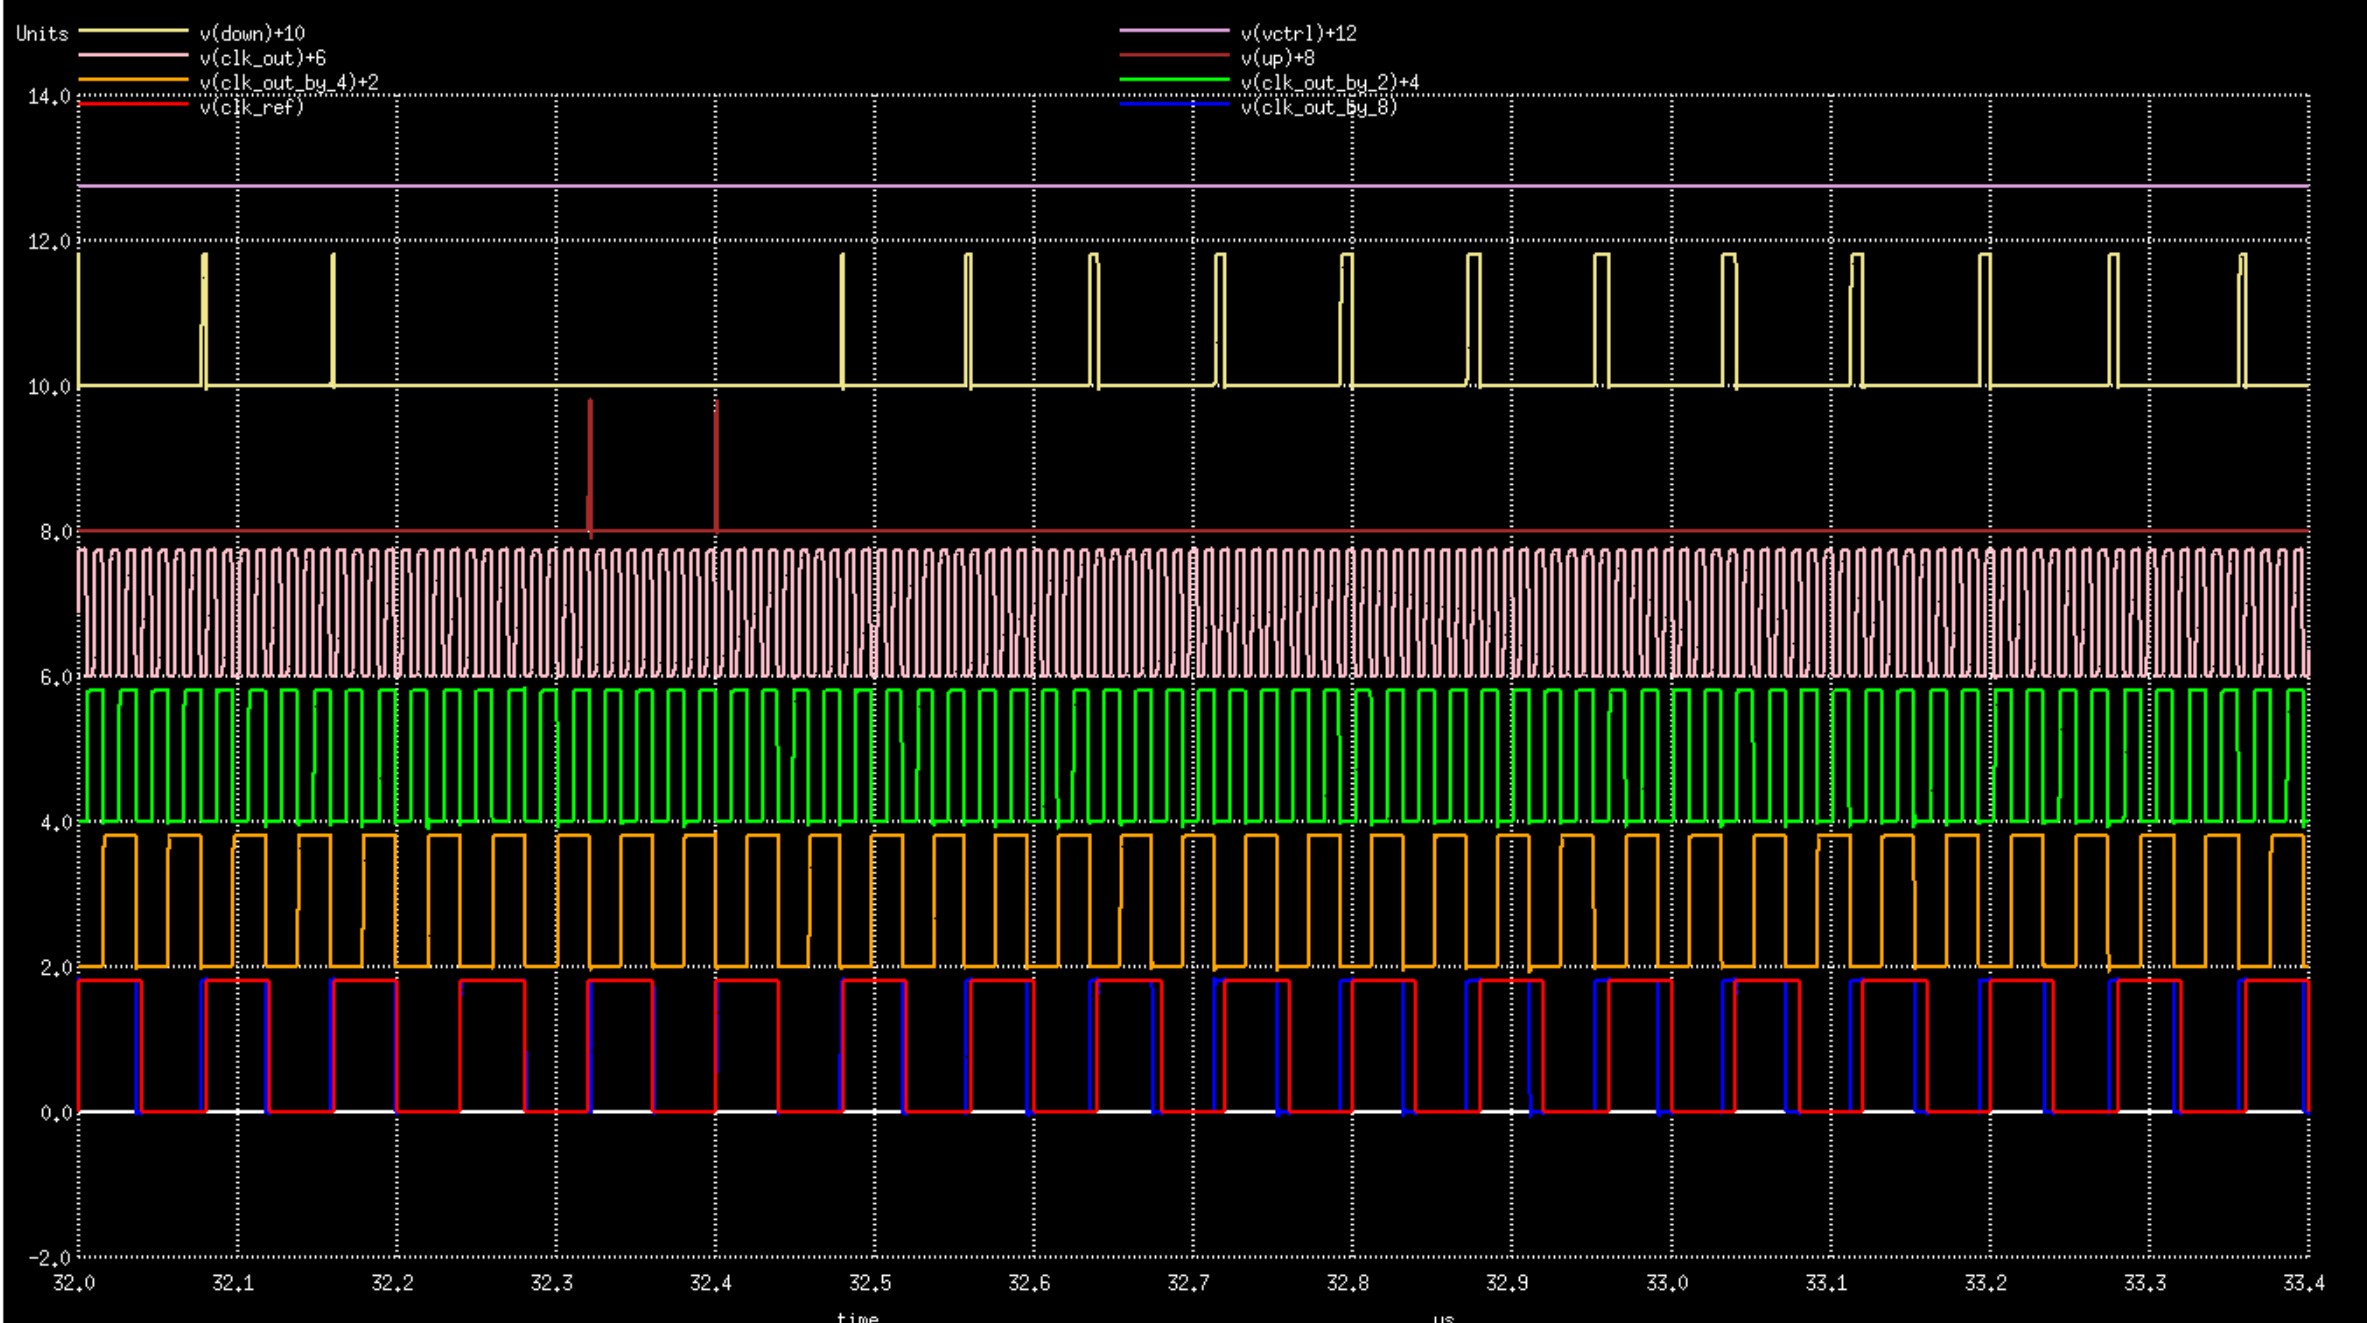 Units v(down)+10 v(vctrl)+12
v(clk_out)+6 v(up)+8
v(clk_out_by_4)+2 v(clk_out_by_2)+4
v(clk_ref) v(clk_out_by_8)
14.0
12.0
10.0
8.0
6.0
4.0
2.0
0.0
-2.0
32.0 32.1 32.2 32.3 32.4 32.5 32.6 32.7 32.8 32.9 33.0 33.1 33.2 33.3 33.4
time us